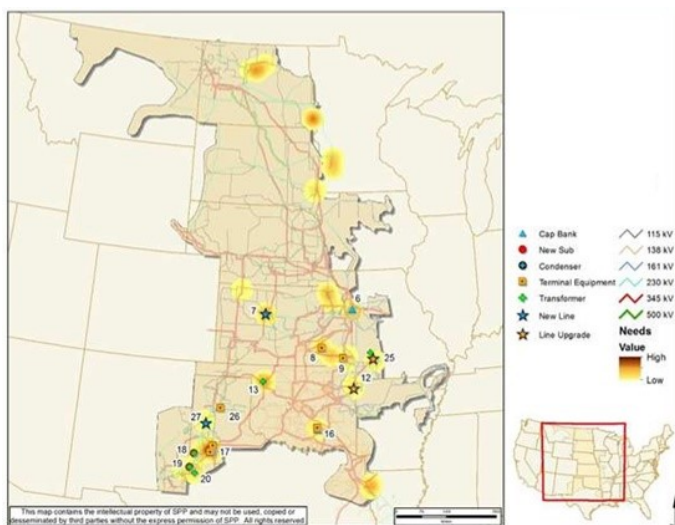 6
7
8
9
25
12
13
26
27
16
18
17
19
20
This map contains the intellectual property of SPP and may not be used, copied or
disseminated by third parties without the express permission of SPP. All rights reserved.
Cap Bank
New Sub
Condenser
Terminal Equipment
Transformer
New Line
Line Upgrade
115 kV
138 kV
161 kV
230 kV
345 kV
500 kV
Needs
Value
High
Low